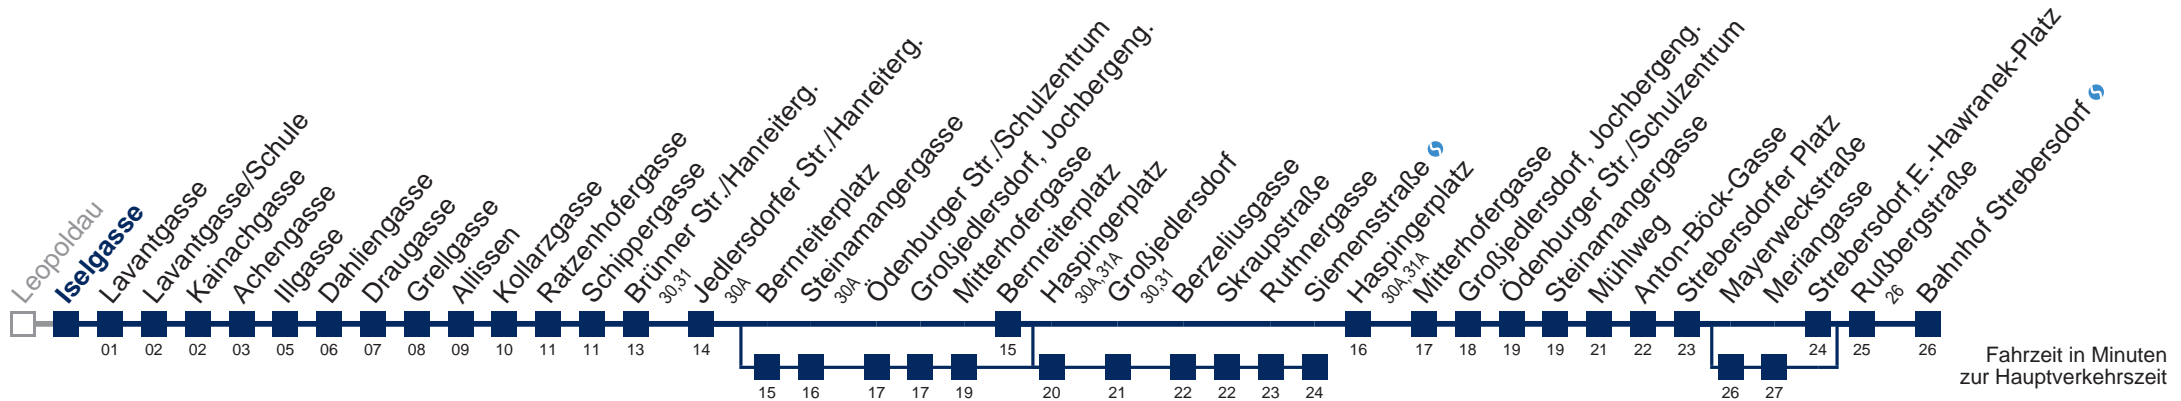 Leopoldau
Iselgasse
Lavantgasse
Lavantgasse/Schule
Kainachgasse
Achengasse
Illgasse
Dahliengasse
Draugasse
Grellgasse
Allissen
Kollarzgasse
Ratzenhofergasse
Schippergasse
Brünner Str./Hanreiterg.
30,31
Jedlersdorfer Str./Hanreiterg.
30A
Bernreiterplatz
Steinamangergasse
30A
Ödenburger Str./Schulzentrum
Großjedlersdorf, Jochbergeng.
Mitterhofergasse
Bernreiterplatz
Haspingerplatz
30A,31A
Großjedlersdorf
30,31
Berzeliusgasse
Skraupstraße
Ruthnergasse
Siemensstraße
Haspingerplatz
30A,31A
Mitterhofergasse
Großjedlersdorf, Jochbergeng.
Ödenburger Str./Schulzentrum
Steinamangergasse
Mühlweg
Anton-Böck-Gasse
Strebersdorfer Platz
Mayerweckstraße
Meriangasse
Strebersdorf,E.-Hawranek-Platz
Rußbergstraße
26
Bahnhof Strebersdorf
01 02 02 03 05 06 07 08 09 10 11 11 13 14 15 16 17 18 19 19 21 22 23 24 25 26
15 16 17 17 19 20 21 22 22 23 24 26 27
Fahrzeit in Minuten
zur Hauptverkehrszeit